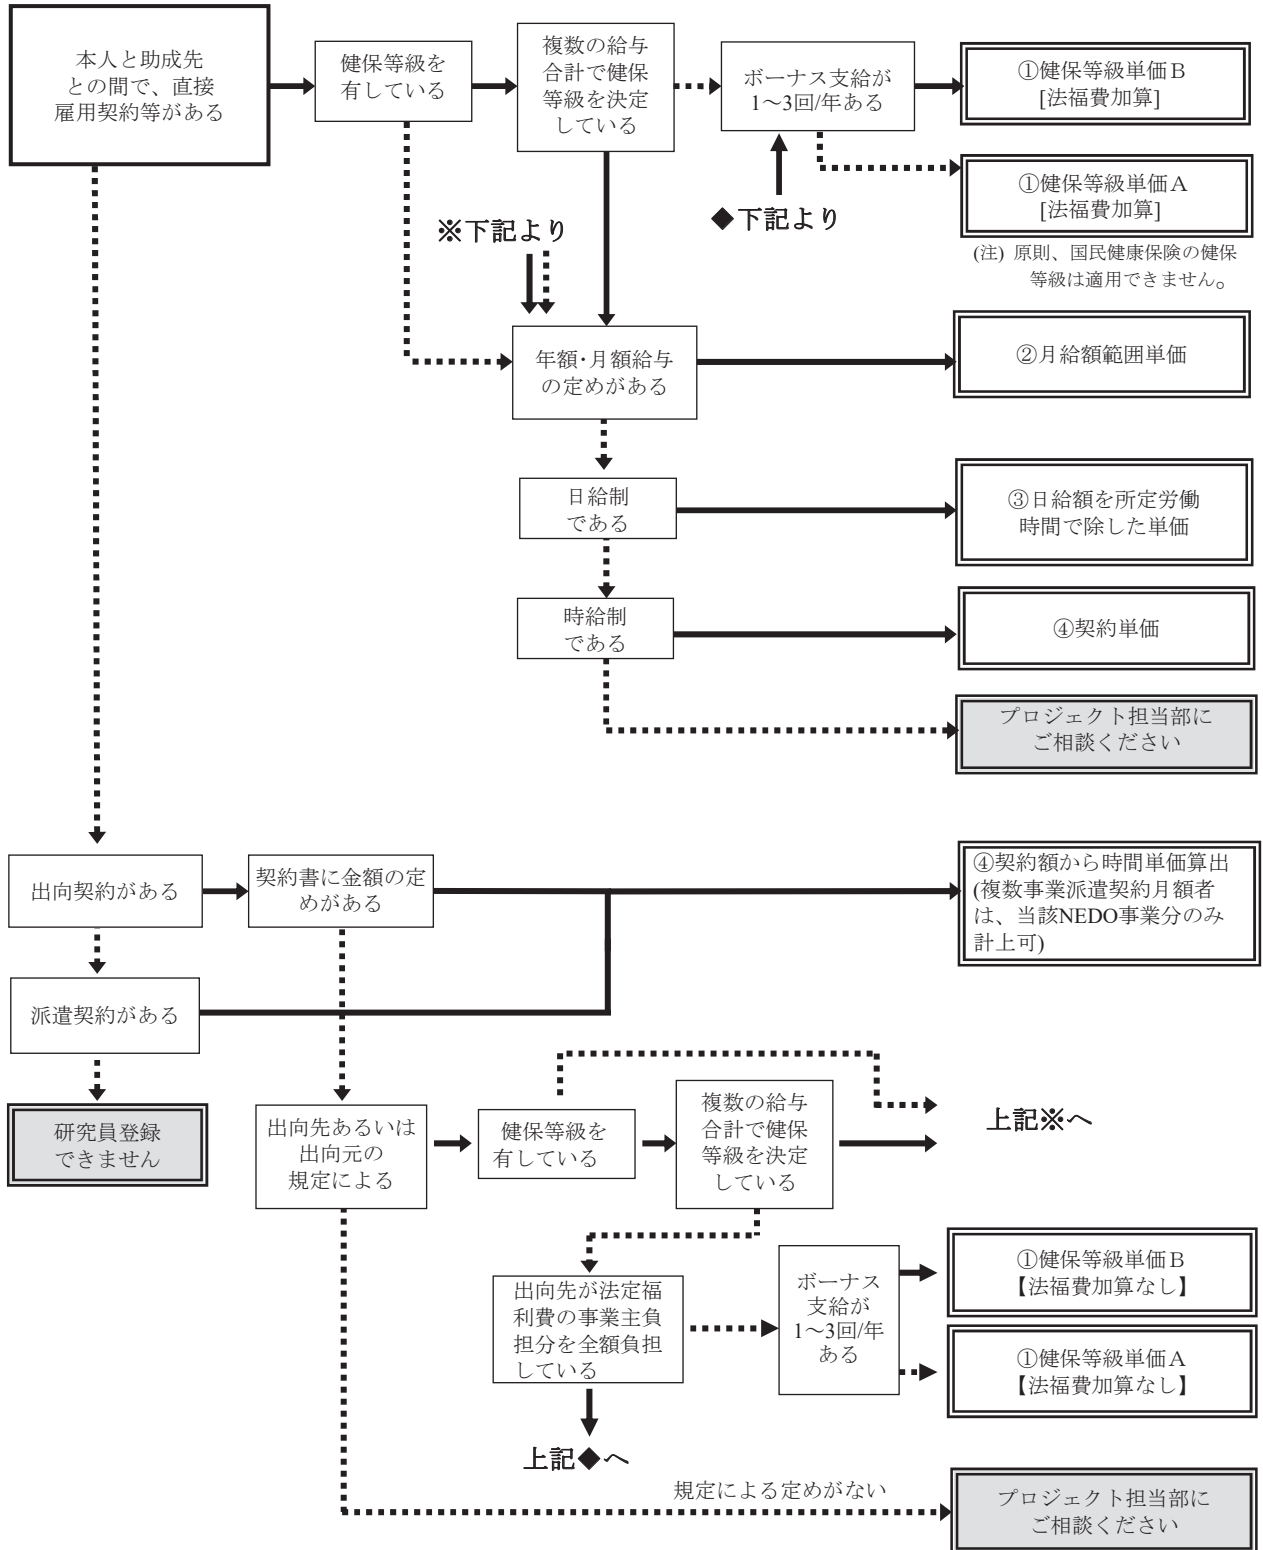 本人と助成先
との間で、直接
雇用契約等がある
健保等級を
有している
複数の給与
合計で健保
等級を決定
している
ボーナス支給が
1～3回/年ある
①健保等級単価B
[法福費加算]
①健保等級単価A
[法福費加算]
(注) 原則、国民健康保険の健保
等級は適用できません。
※下記より
◆下記より
年額・月額給与
の定めがある
②月給額範囲単価
日給制
である
③日給額を所定労働
時間で除した単価
時給制
である
④契約単価
プロジェクト担当部に
ご相談ください
出向契約がある
契約書に金額の定
めがある
④契約額から時間単価算出
(複数事業派遣契約月額者
は、当該NEDO事業分のみ
計上可)
派遣契約がある
研究員登録
できません
出向先あるいは
出向元の
規定による
健保等級を
有している
複数の給与
合計で健保
等級を決定
している
上記※へ
出向先が法定福
利費の事業主負
担分を全額負担
している
ボーナス
支給が
1～3回/年
ある
①健保等級単価B
【法福費加算なし】
①健保等級単価A
【法福費加算なし】
上記◆へ
規定による定めがない
プロジェクト担当部に
ご相談ください